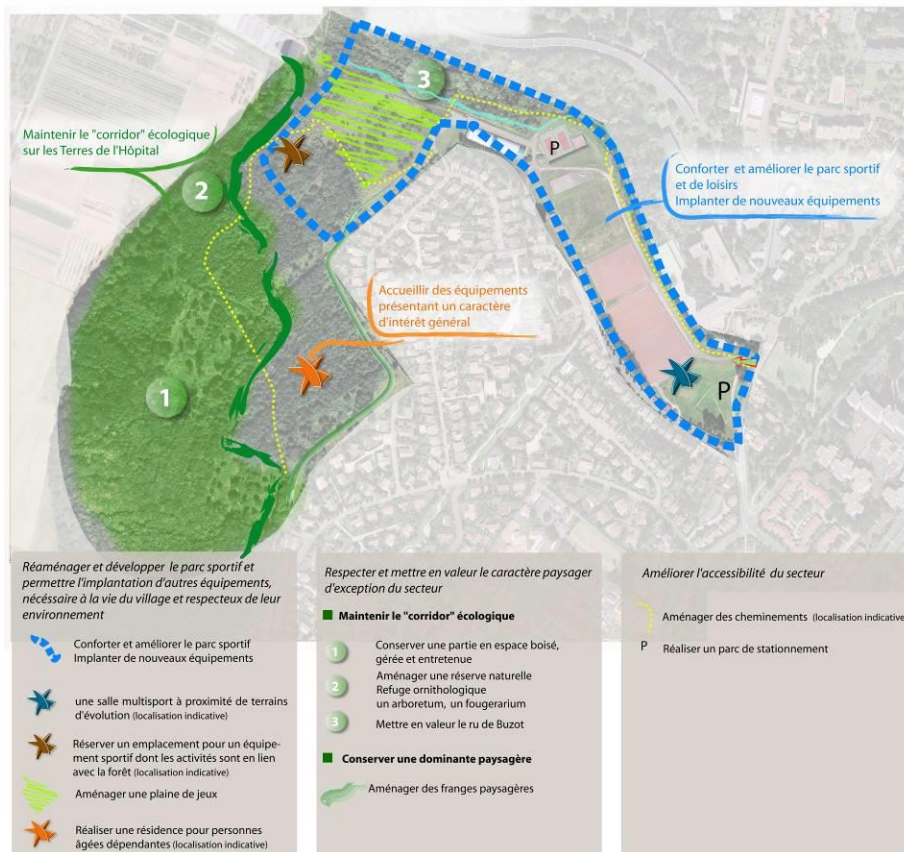 3
Maintenir le "corridor" écologique
sur les Terres de l'Hôpital
P
2
Conforter et améliorer le parc sportif
et de loisirs
Implanter de nouveaux équipements
Accueillir des équipements
présentant un caractère
d'intérêt général
1
P
Réaménager et développer le parc sportif et
permettre l'implantation d'autres équipements,
nécéssaire à la vie du village et respecteux de leur
environnement
Conforter et améliorer le parc sportif
Implanter de nouveaux équipements
une salle multisport à proximité de terrains
d'évolution (localisation indicative)
Réserver un emplacement pour un équipe-
ment sportif dont les activités sont en lien
avec la forêt (localisation indicative)
Aménager une plaine de jeux
Réaliser une résidence pour personnes
âgées dépendantes (localisation indicative)
Respecter et mettre en valeur le caractère paysager
d'exception du secteur
Maintenir le "corridor" écologique
1
Conserver une partie en espace boisé,
gérée et entretenue
2
Aménager une réserve naturelle
Refuge ornithologique
un arboretum, un fougerarium
3
Mettre en valeur le ru de Buzot
Conserver une dominante paysagère
Aménager des franges paysagères
Améliorer l'accessibilité du secteur
Aménager des cheminements (localisation indicative
P Réaliser un parc de stationnement